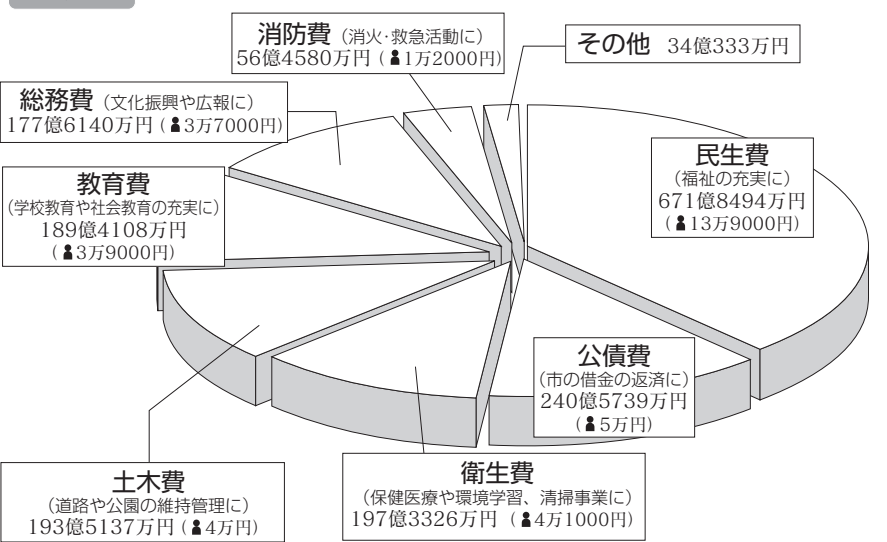 消防費(消火・救急活動に)
56億4580万円(1万2000円)
その他 34億333万円
総務費(文化振興や広報に)
177億6140万円(3万7000円)
民生費
(福祉の充実に)
671億8494万円
(13万9000円)
教育費
(学校教育や社会教育の充実に)
189億4108万円
(3万9000円)
公債費
(市の借金の返済に)
240億5739万円
(5万円)
土木費
(道路や公園の維持管理に)
193億5137万円(4万円)
衛生費
(保健医療や環境学習、清掃事業に)
197億3326万円(4万1000円)